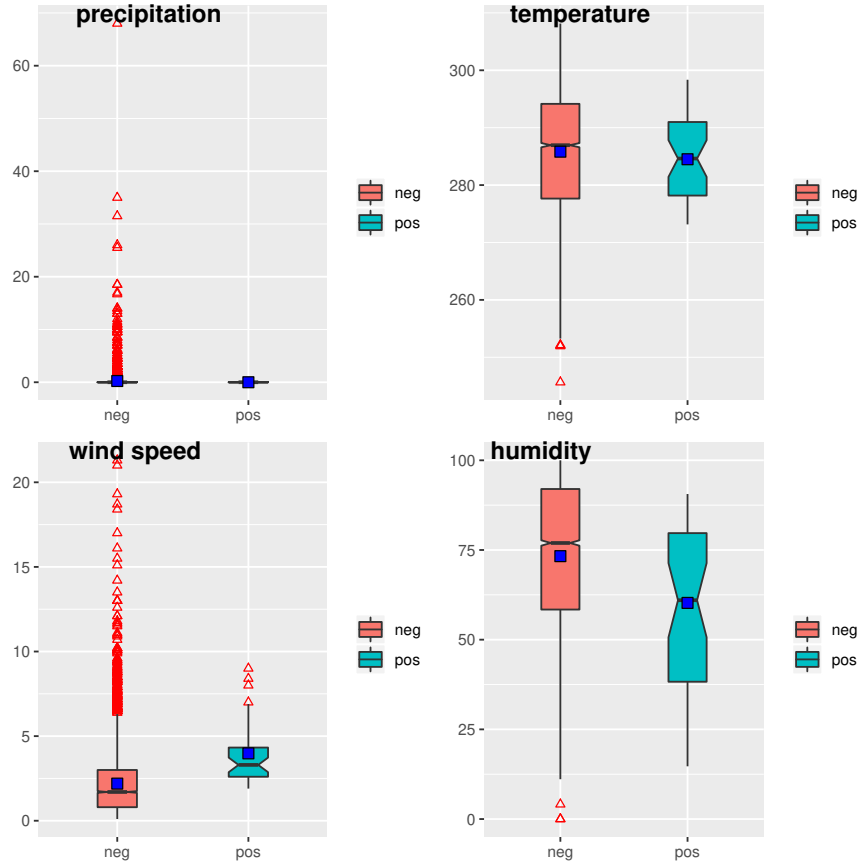 precipitation
60
40
20
0
neg
pos
neg
pos
temperature
300
280
260
neg
pos
neg
pos
wind speed
20
15
10
5
0
neg
pos
neg
pos
humidity
100
75
50
25
0
neg
pos
neg
pos